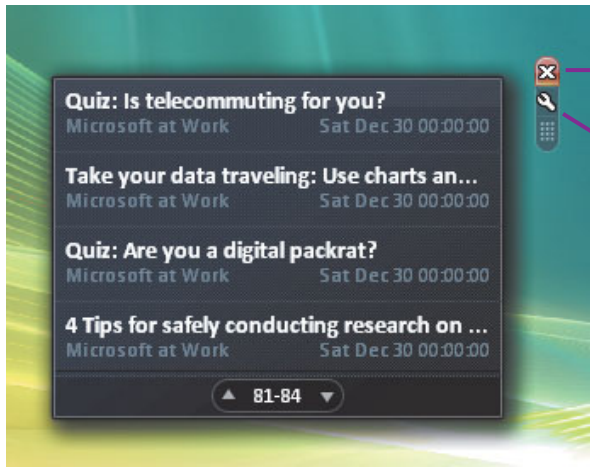 Quiz: Is telecommuting for you?
Microsoft at Work Sat Dec 30 00:00:00
Take your data traveling: Use charts an...
Microsoft at Work Sat Dec 30 00:00:00
Quiz: Are you a digital packrat?
Microsoft at Work Sat Dec 30 00:00:00
4 Tips for safely conducting research on ...
Microsoft at Work Sat Dec 30 00:00:00
81-84